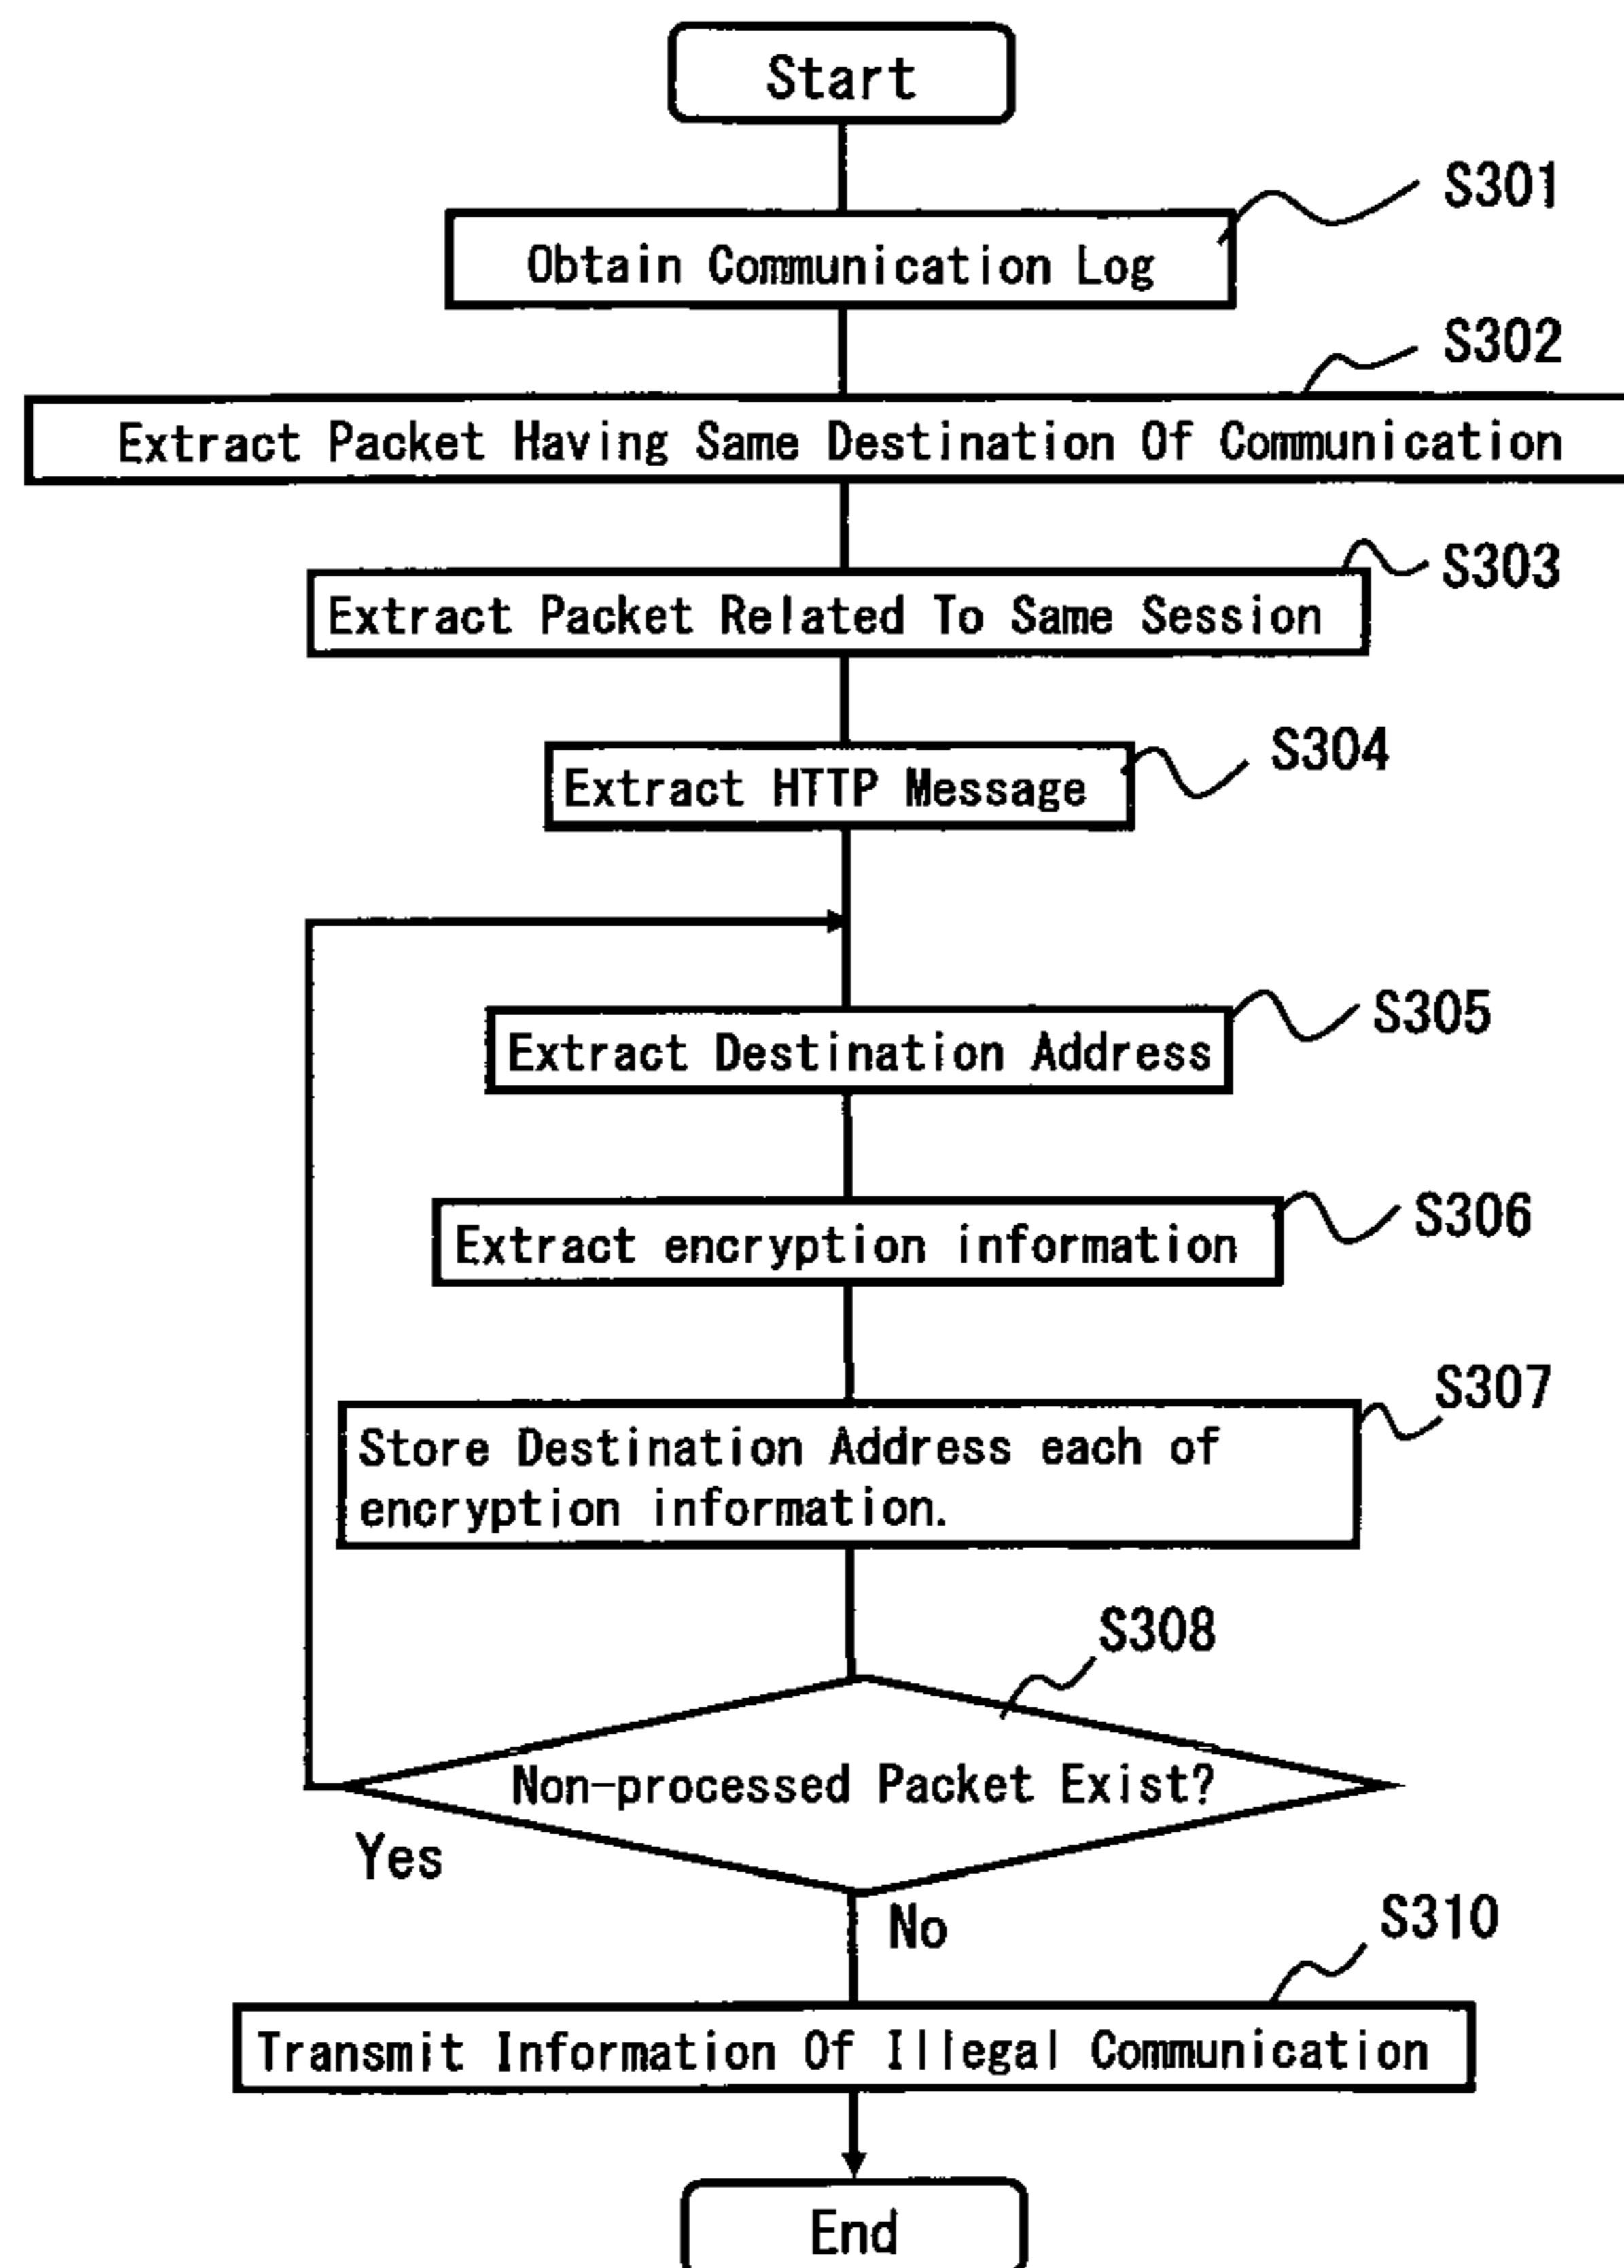 Start
S301
Obtain Communication Log
S302
Extract Packet Having Same Destination Of Communication
S303
Extract Packet Related To Same Session
S304
Extract HTTP Message
S305
Extract Destination Address
S306
Extract encryption information
S307
Store Destination Address each of
encryption information.
S308
Non-processed Packet Exist?
Yes
No
S310
Transmit Information Of Illegal Communication
End